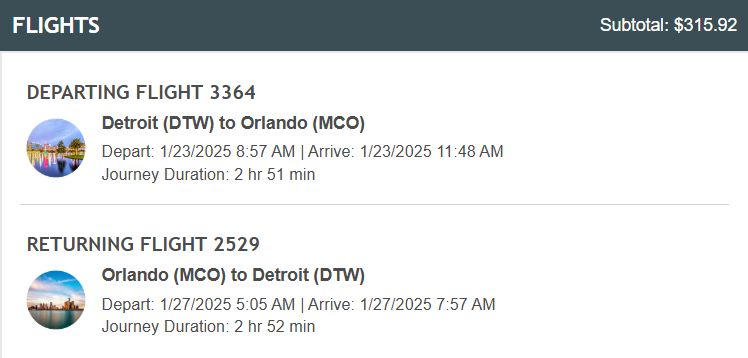 FLIGHTS
Subtotal: $315.92
DEPARTING FLIGHT 3364
Detroit (DTW) to Orlando (MCO)
Depart: 1/23/2025 8:57 AM | Arrive: 1/23/2025 11:48 AM
Journey Duration: 2 hr 51 min
RETURNING FLIGHT 2529
Orlando (MCO) to Detroit (DTW)
Depart: 1/27/2025 5:05 AM | Arrive: 1/27/2025 7:57 AM
Journey Duration: 2 hr 52 min